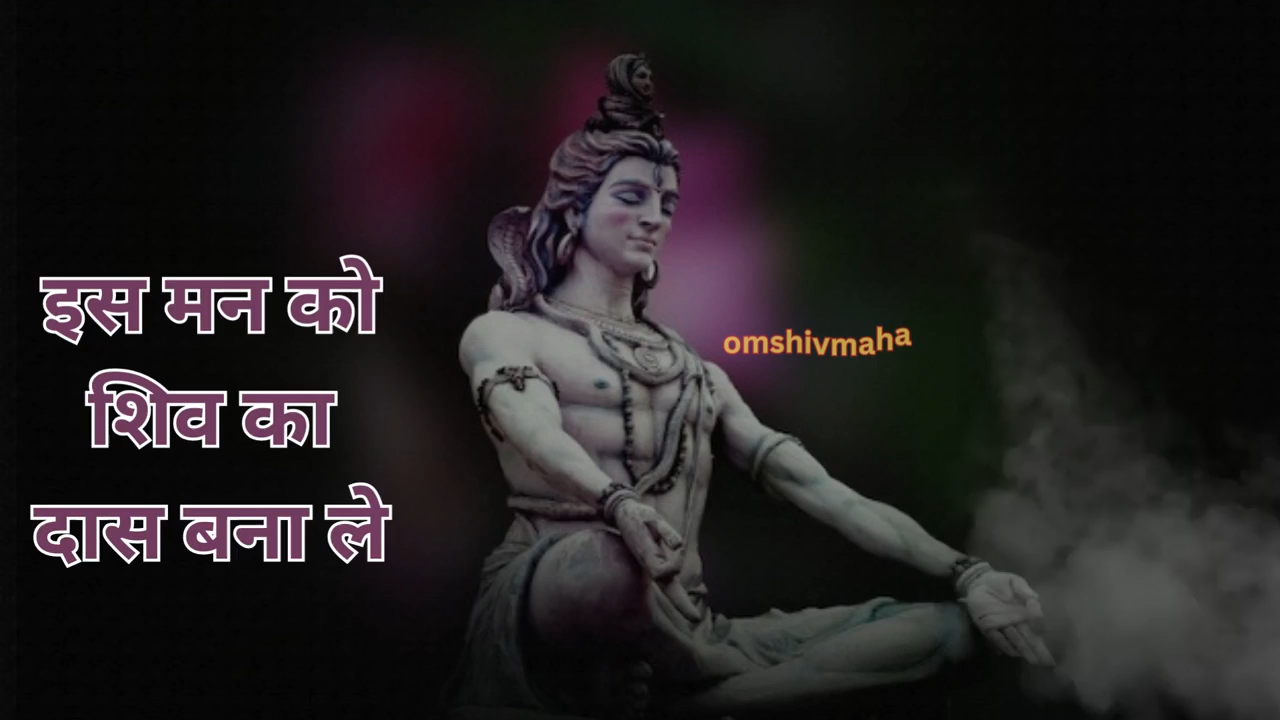 इस मन को
शिव का
दास बना ले
omshivmaha